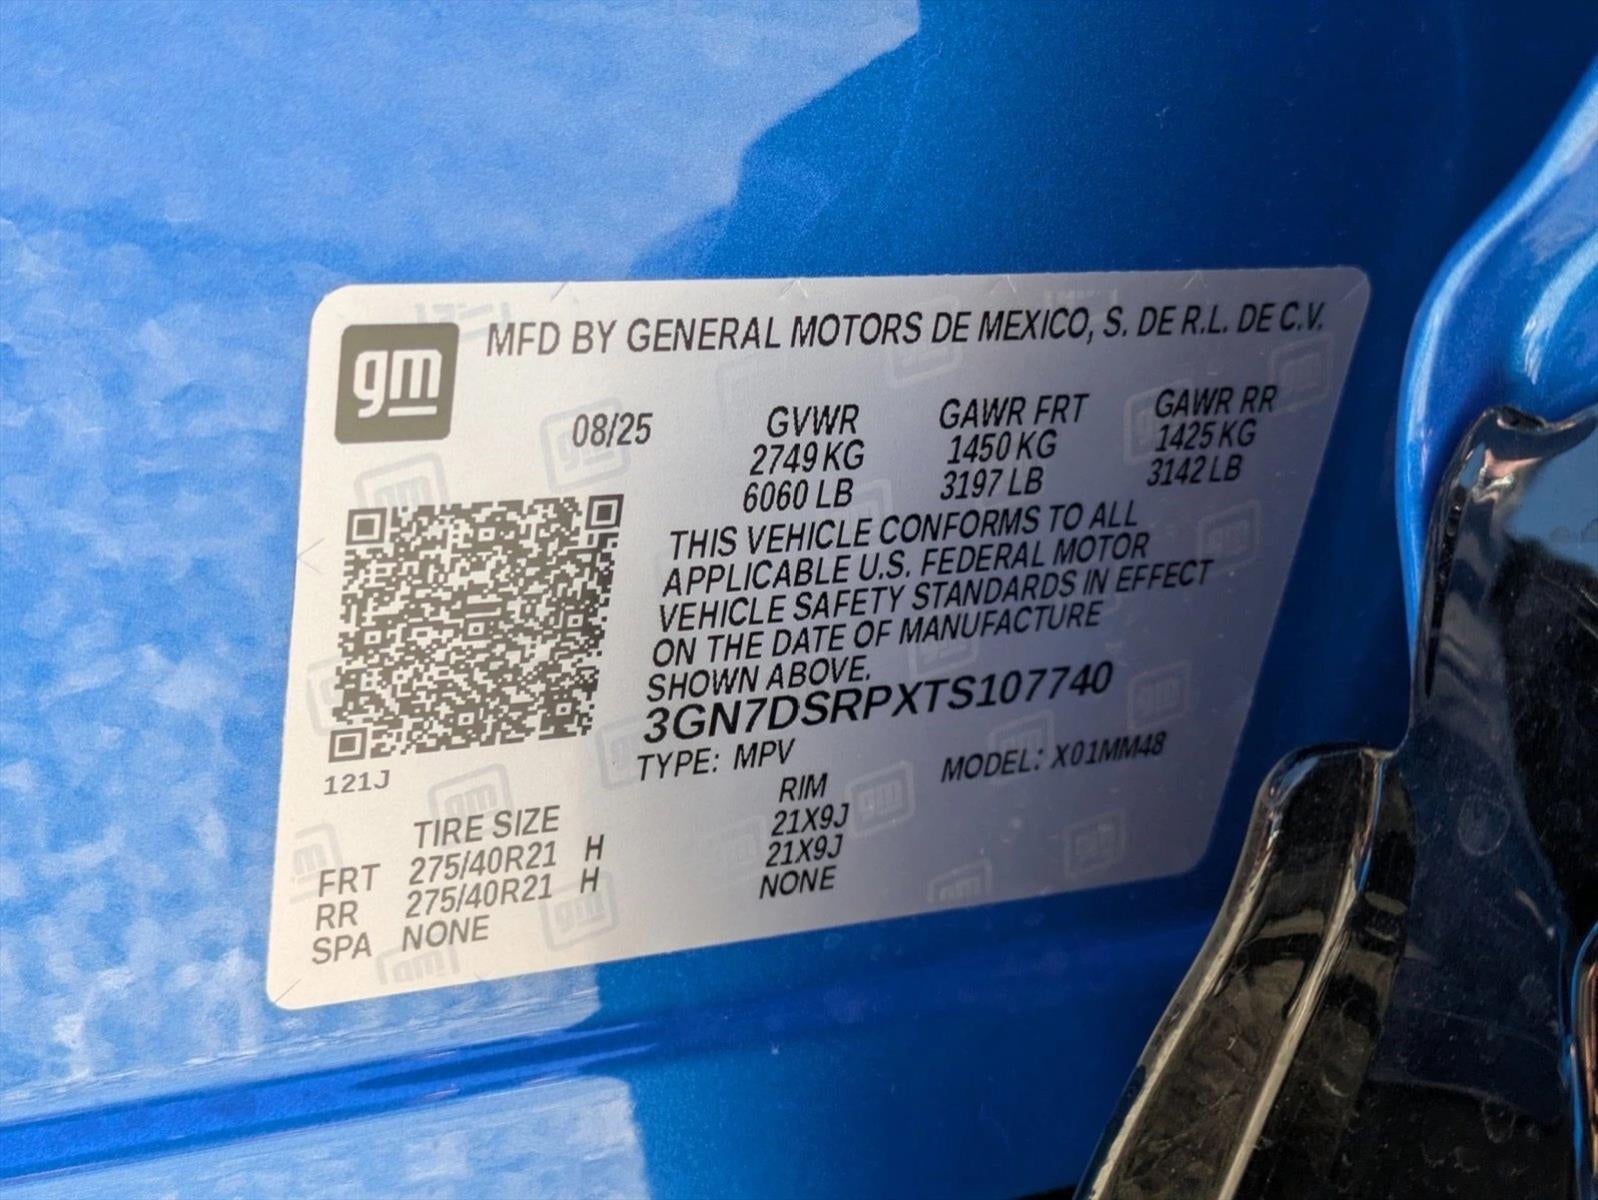 gm
MFD BY GENERAL MOTORS DE MEXICO, S. DE R.L. DE C.V.
08/25 GVWR GAWR FRT GAWR RR
2749 KG 1450 KG 1425 KG
6060 LB 3197 LB 3142 LB
THIS VEHICLE CONFORMS TO ALL
APPLICABLE U.S. FEDERAL MOTOR
VEHICLE SAFETY STANDARDS IN EFFECT
ON THE DATE OF MANUFACTURE
SHOWN ABOVE.
3GN7DSRPXTS107740
TYPE: MPV MODEL: X01MM48
121J
TIRE SIZE RIM
FRT 275/40R21 H 21X9J
RR 275/40R21 H 21X9J
SPA NONE NONE